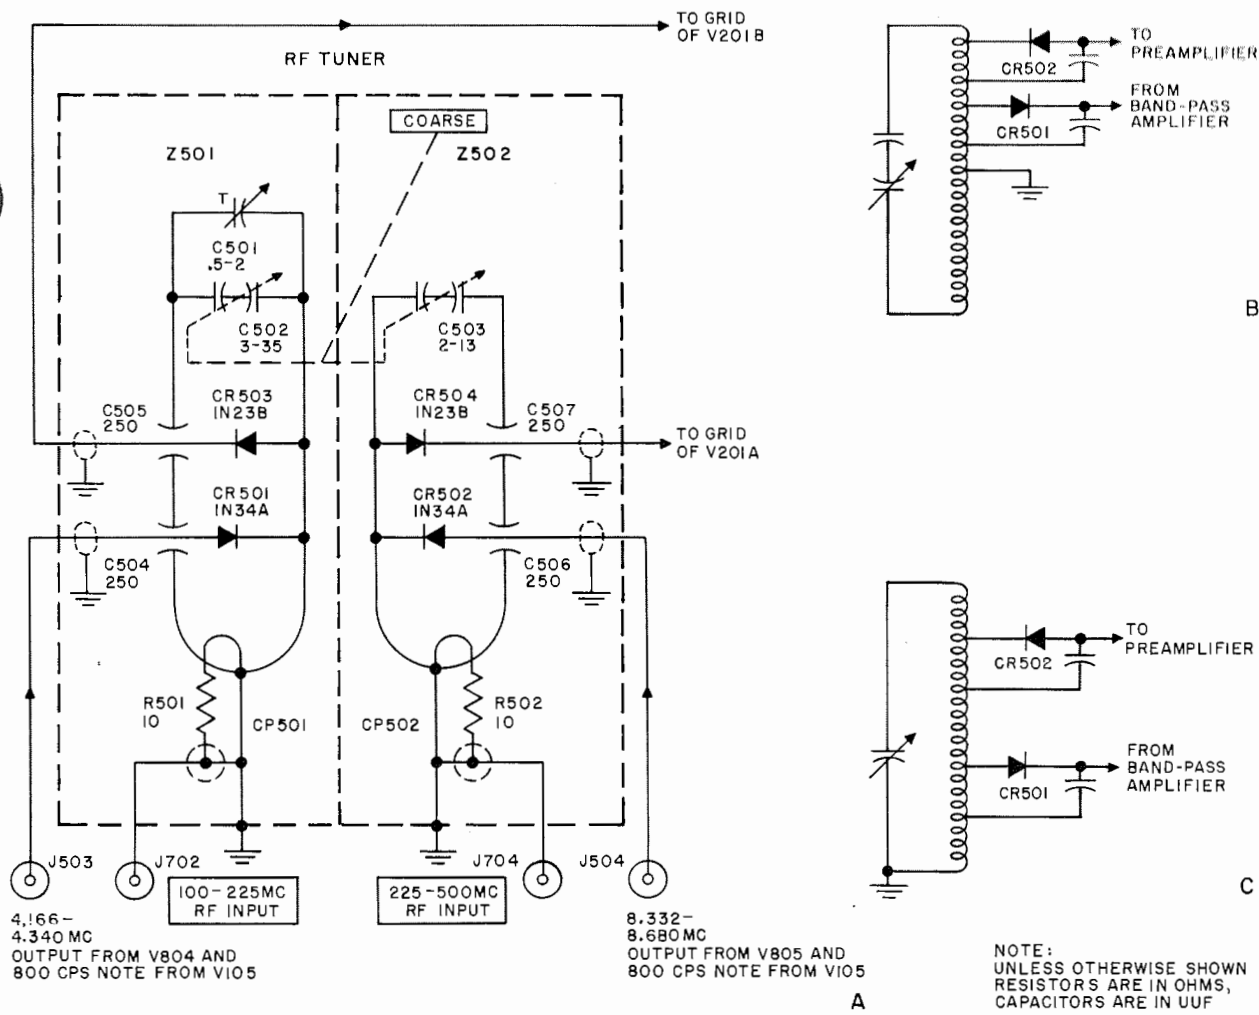 TO GRID
OF V201B
RF TUNER
COARSE
Z501
Z502
T
C501
.5-2
C502
3-35
C503
2-13
C505
250
CR503
IN23B
CR504
IN23B
C507
250
TO GRID
OF V201A
CR501
IN34A
CR502
IN34A
C504
250
C506
250
R501
10
CP501
CP502
R502
10
J503
J702
J704
J504
100-225MC
RF INPUT
225-500MC
RF INPUT
4.166-
4.340MC
OUTPUT FROM V804 AND
800 CPS NOTE FROM V105
8.332-
8.680MC
OUTPUT FROM V805 AND
800 CPS NOTE FROM V105
A
TO
PREAMPLIFIER
CR502
FROM
BAND-PASS
AMPLIFIER
CR501
B
TO
PREAMPLIFIER
CR502
FROM
BAND-PASS
AMPLIFIER
CR501
C
NOTE:
UNLESS OTHERWISE SHOWN
RESISTORS ARE IN OHMS,
CAPACITORS ARE IN UUF